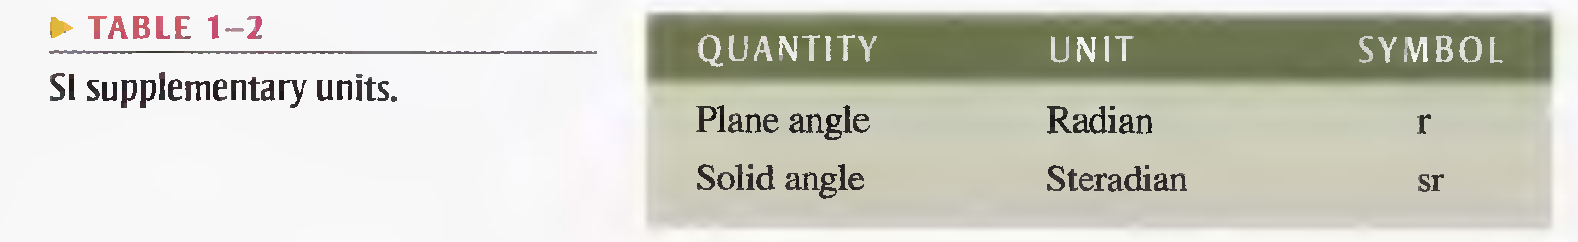 TABLE 1–2
SI supplementary units.
QUANTITY UNIT SYMBOL
Plane angle Radian r
Solid angle Steradian sr